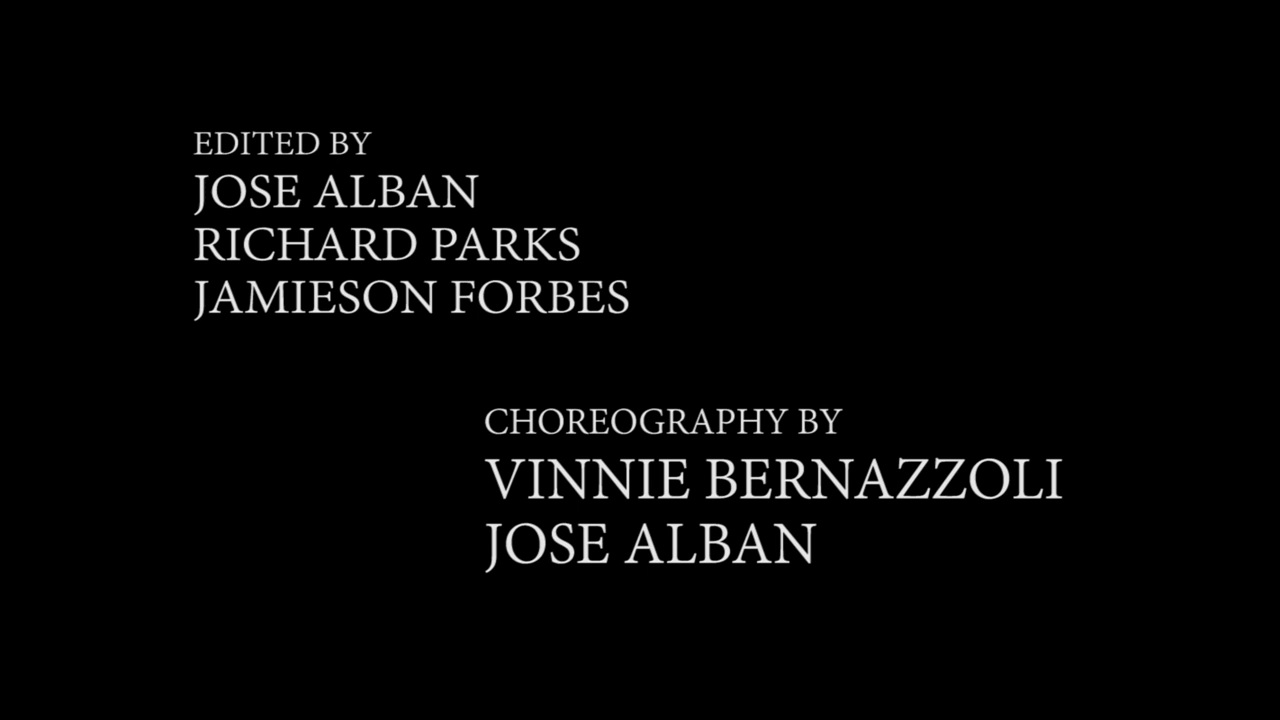 EDITED BY
JOSE ALBAN
RICHARD PARKS
JAMIESON FORBES
CHOREOGRAPHY BY
VINNIE BERNAZZOLI
JOSE ALBAN